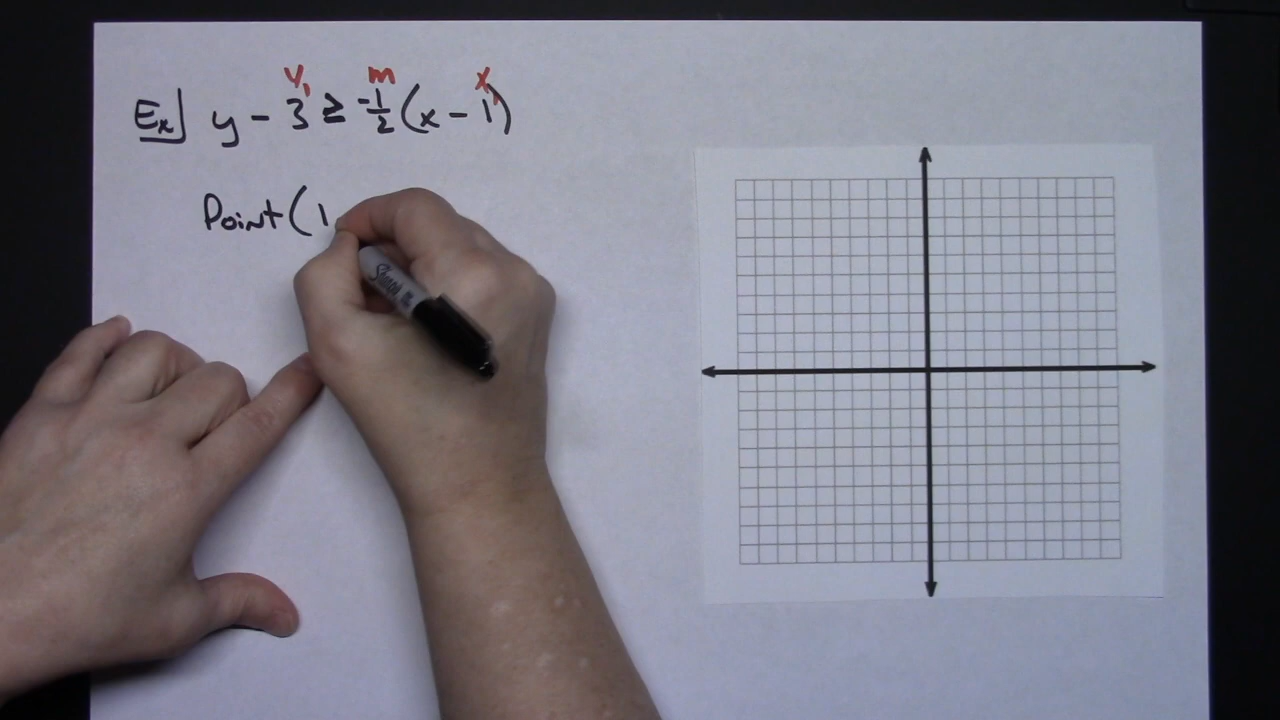 y₁ m x₁
Ex] y - 3 ≥ -1/2 (x - 1)
Point (1,
Sharpie